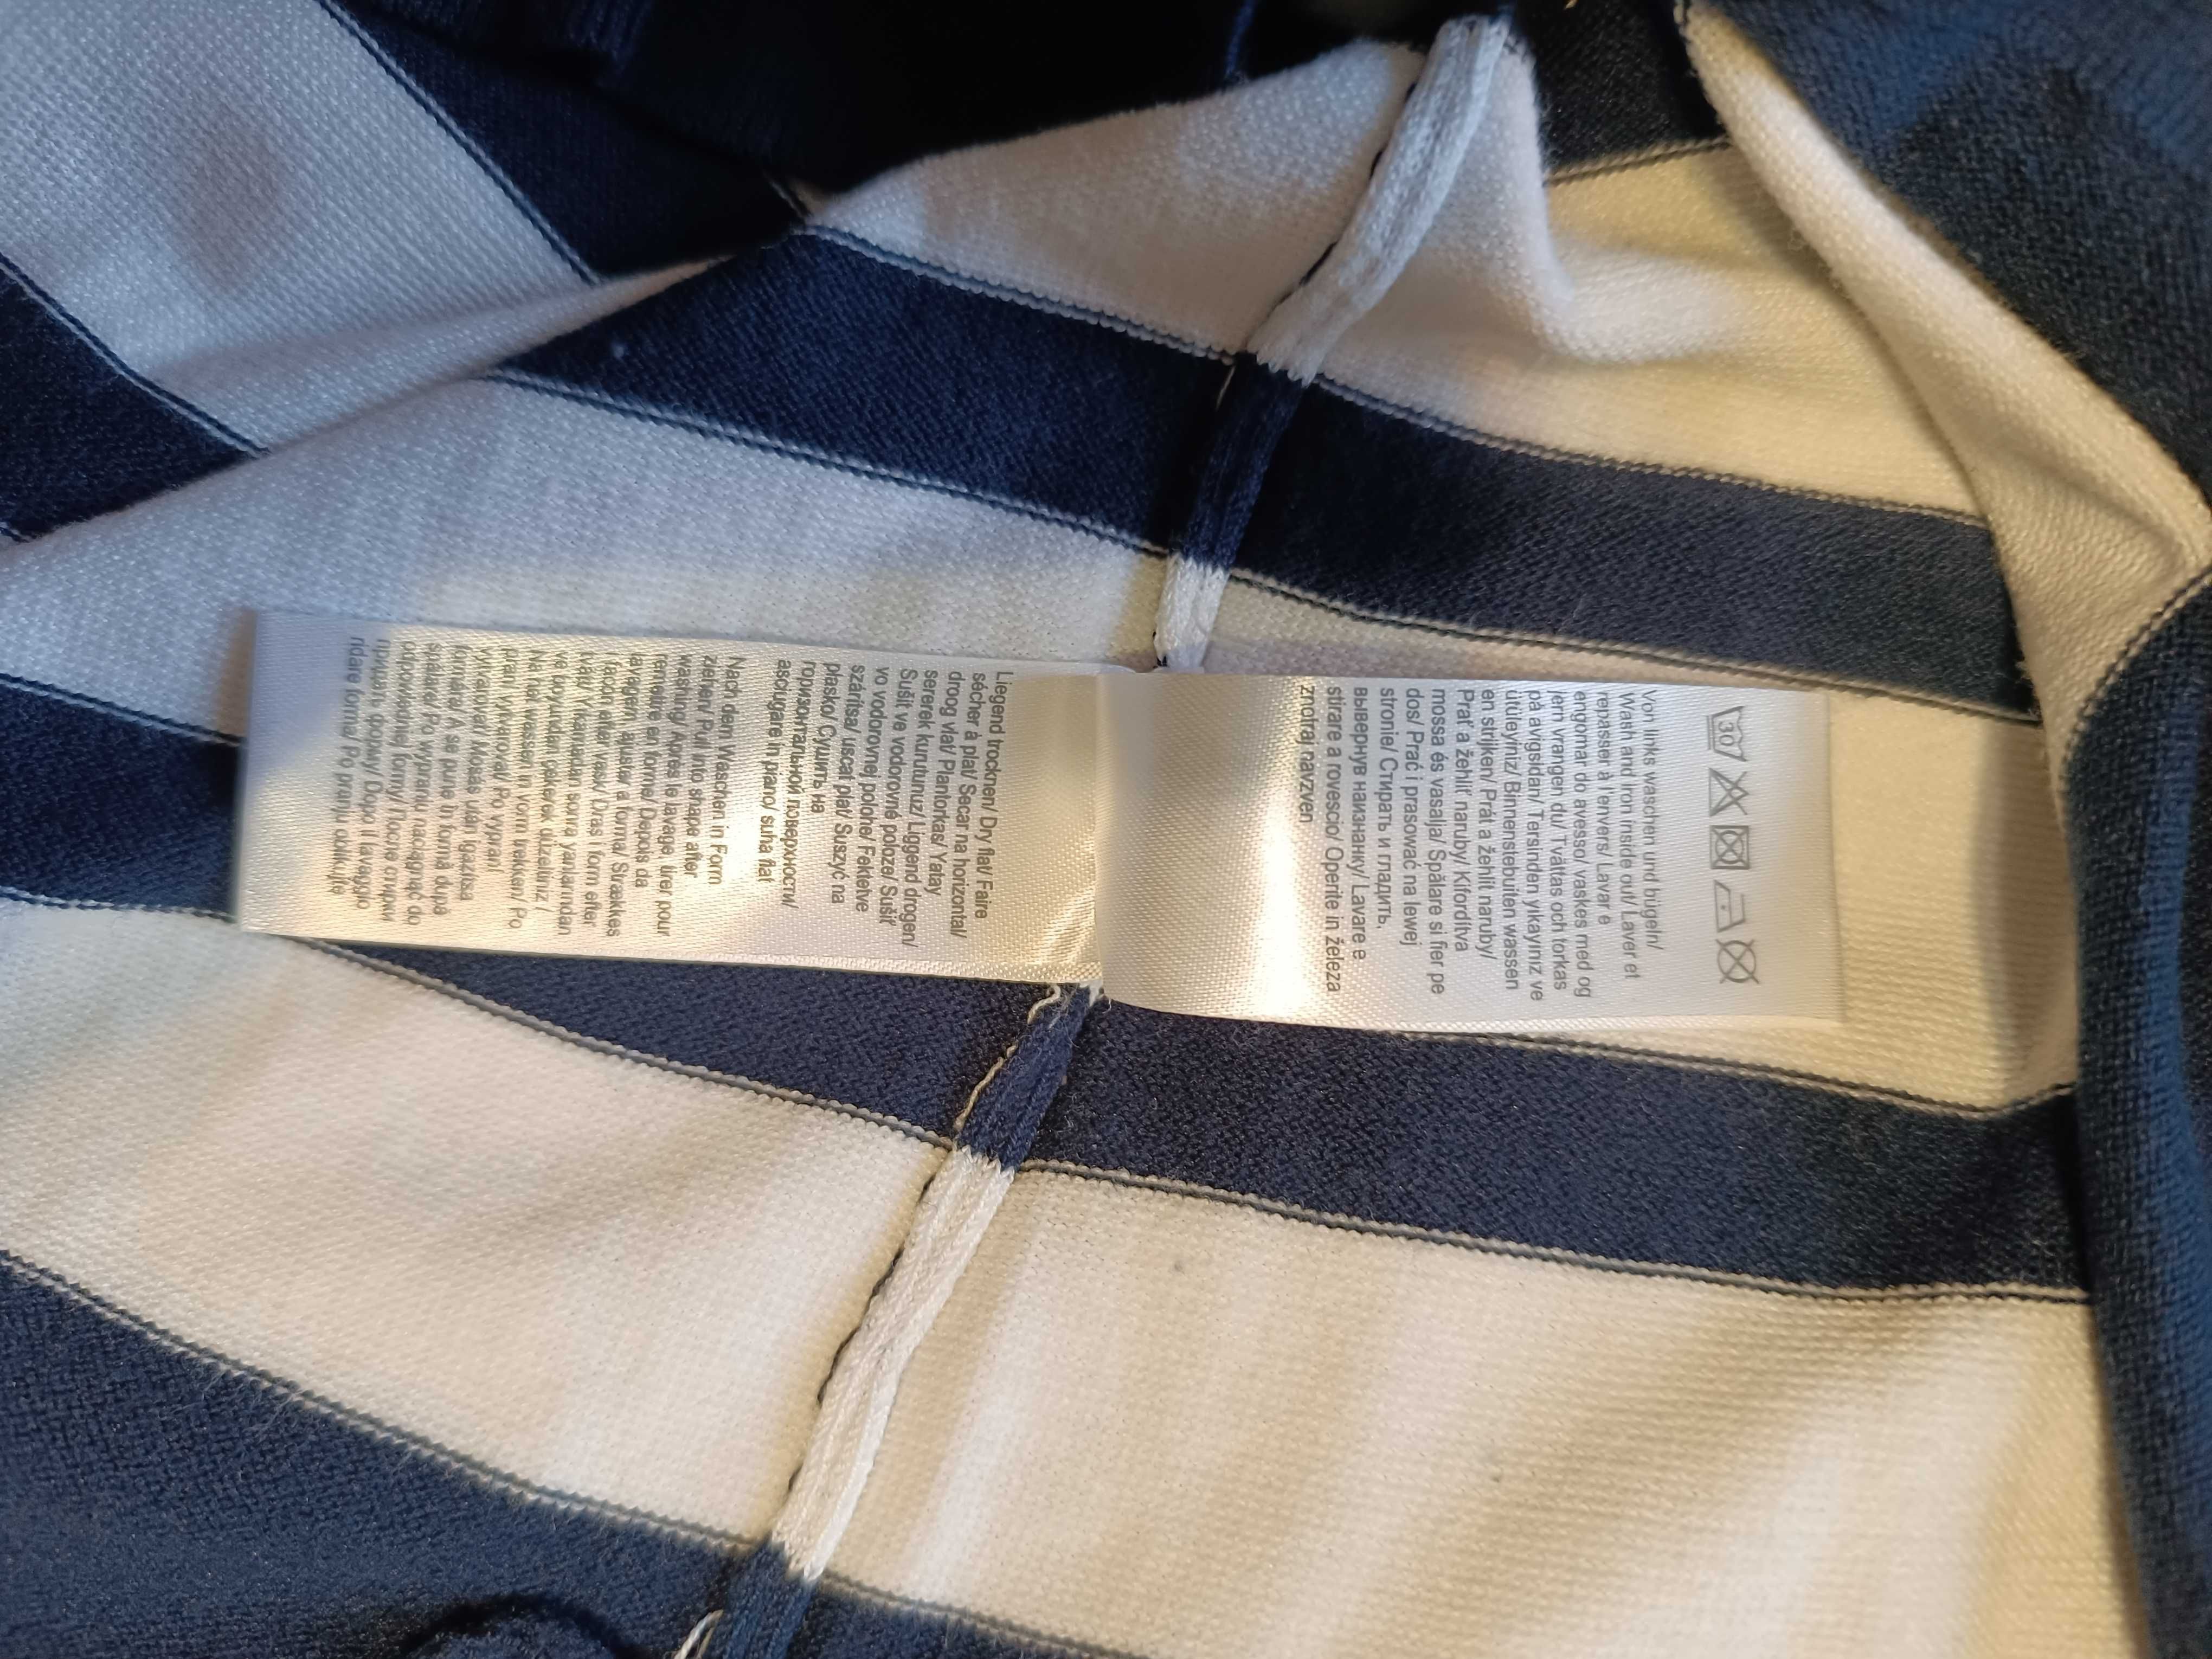 30
Von links waschen und bügeln/
Wash and iron inside out/ Laver et
repasser à l'envers/ Lavar e
engomar do avesso/ vaskes med og
jern vrangen du/ Tvättas och torkas
på avigsidan/ Tersinden yıkayınız ve
ütüleyiniz/ Binnenstebuiten wassen
en strijken/ Prát a žehlit naruby/
Prať a žehliť naruby/ Kifordítva
mossa és vasalja/ Spălare si fier pe
dos/ Prać i prasować na lewej
stronie/ Стирать и гладить,
вывернув наизнанку/ Lavare e
stirare a rovescio/ Operite in železa
znotraj navzven
Liegend trocknen/ Dry flat/ Faire
sécher à plat/ Secar na horizontal/
drog vlat/ Plantorkas/ Yatay
sererek kurutunuz/ Liggend drogen/
Sušit ve vodorovné poloze/ Sušiť
vo vodorovnej polohe/ Fektetve
szárítsa/ uscat plat/ Suszyć na
płasko/ Сушить на
горизонтальной поверхности/
asciugare in piano/ suha flat
Nach dem Waschen in Form
ziehen/ Pull into shape after
washing/ Après le lavage tirer pour
remettre en forme/ Depois da
lavagem ajustar a forma/ Strækkes
i facon after vask/ Dras i form efter
tvätt/ Yıkamadan sonra yanlarından
ve boyundan çekerek düzeltiniz /
Na het wassen in vorm trekken/ Po
praní vytvarovat/ Po vypraní
vytvarovať/ Mosás után igazítsa
formára/ A se pune în formă după
spălare/ Po wypraniu naciągnąć do
odpowiedniej formy/ После стирки
придать форму/ Dopo il lavaggio
ridare forma/ Po pranju oblikujte